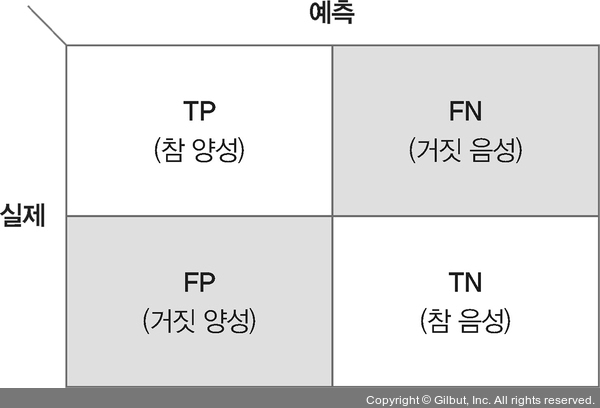 예측
TP
(참 양성)
FN
(거짓 음성)
실제
FP
(거짓 양성)
TN
(참 음성)
Copyright © Gilbut, Inc. All rights reserved.